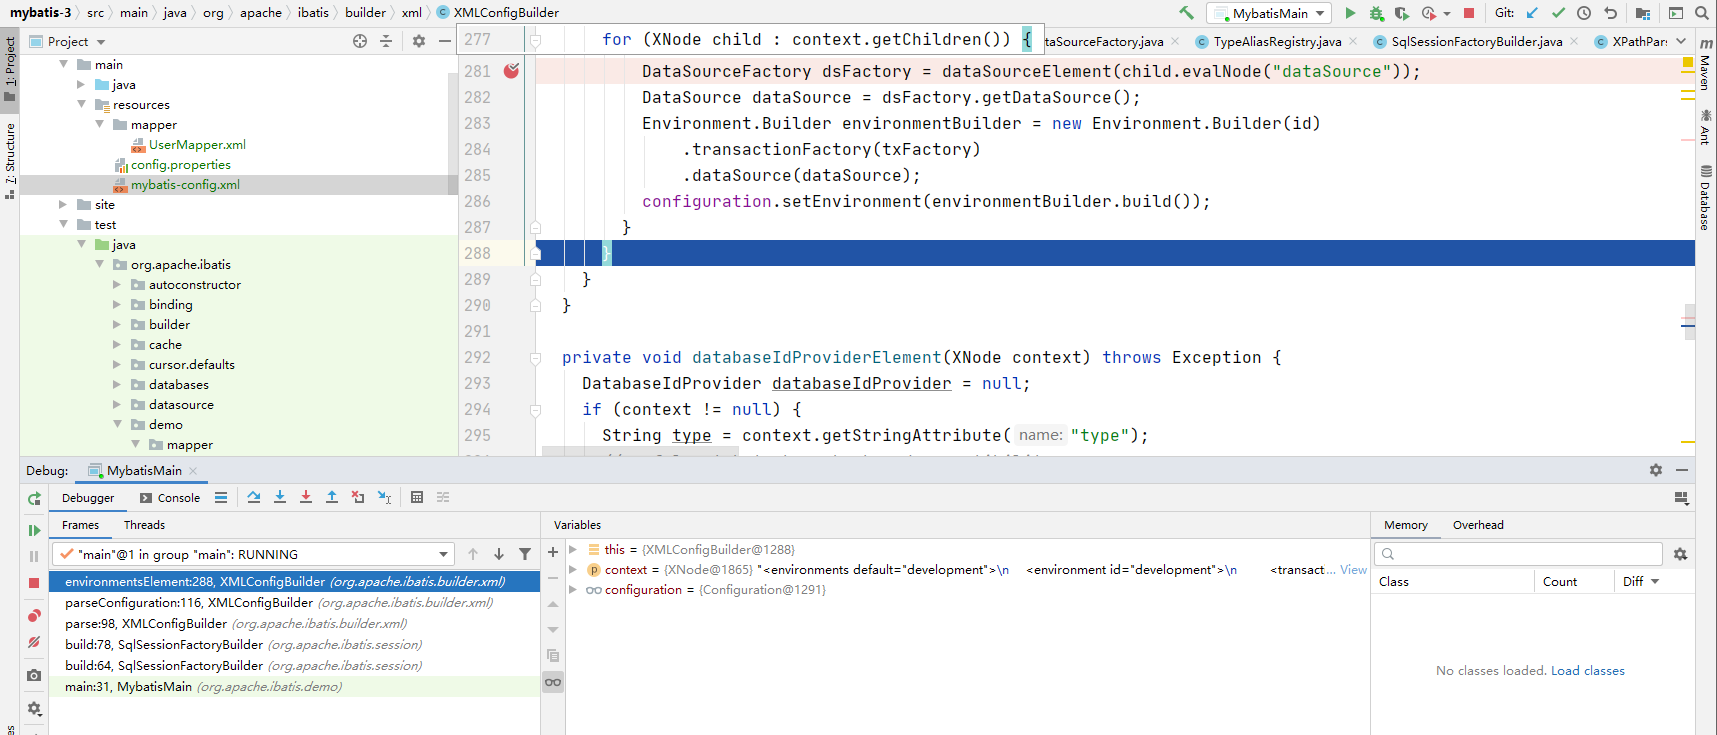 mybatis-3 src main java org apache ibatis builder xml XMLConfigBuilder MybatisMain Git:
Project
taSourceFactory.java TypeAliasRegistry.java SqlSessionFactoryBuilder.java XPathPar
1: Project
7: Structure
Maven
Ant
Database
main
java
resources
mapper
UserMapper.xml
config.properties
mybatis-config.xml
site
test
java
org.apache.ibatis
autoconstructor
binding
builder
cache
cursor.defaults
databases
datasource
demo
mapper
277 for (XNode child : context.getChildren()) {
281 DataSourceFactory dsFactory = dataSourceElement(child.evalNode("dataSource"));
282 DataSource dataSource = dsFactory.getDataSource();
283 Environment.Builder environmentBuilder = new Environment.Builder(id)
284 .transactionFactory(txFactory)
285 .dataSource(dataSource);
286 configuration.setEnvironment(environmentBuilder.build());
287 }
288 }
289 }
290 }
291
292 private void databaseIdProviderElement(XNode context) throws Exception {
293 DatabaseIdProvider databaseIdProvider = null;
294 if (context != null) {
295 String type = context.getStringAttribute( name: "type");
Debug: MybatisMain
Debugger Console
Frames Threads
"main"@1 in group "main": RUNNING
environmentsElement:288, XMLConfigBuilder (org.apache.ibatis.builder.xml)
parseConfiguration:116, XMLConfigBuilder (org.apache.ibatis.builder.xml)
parse:98, XMLConfigBuilder (org.apache.ibatis.builder.xml)
build:78, SqlSessionFactoryBuilder (org.apache.ibatis.session)
build:64, SqlSessionFactoryBuilder (org.apache.ibatis.session)
main:31, MybatisMain (org.apache.ibatis.demo)
Variables
this = {XMLConfigBuilder@1288}
context = {XNode@1865} "<environments default="development">\n <environment id="development">\n <transact... View
configuration = {Configuration@1291}
Memory Overhead
Class Count Diff
No classes loaded. Load classes